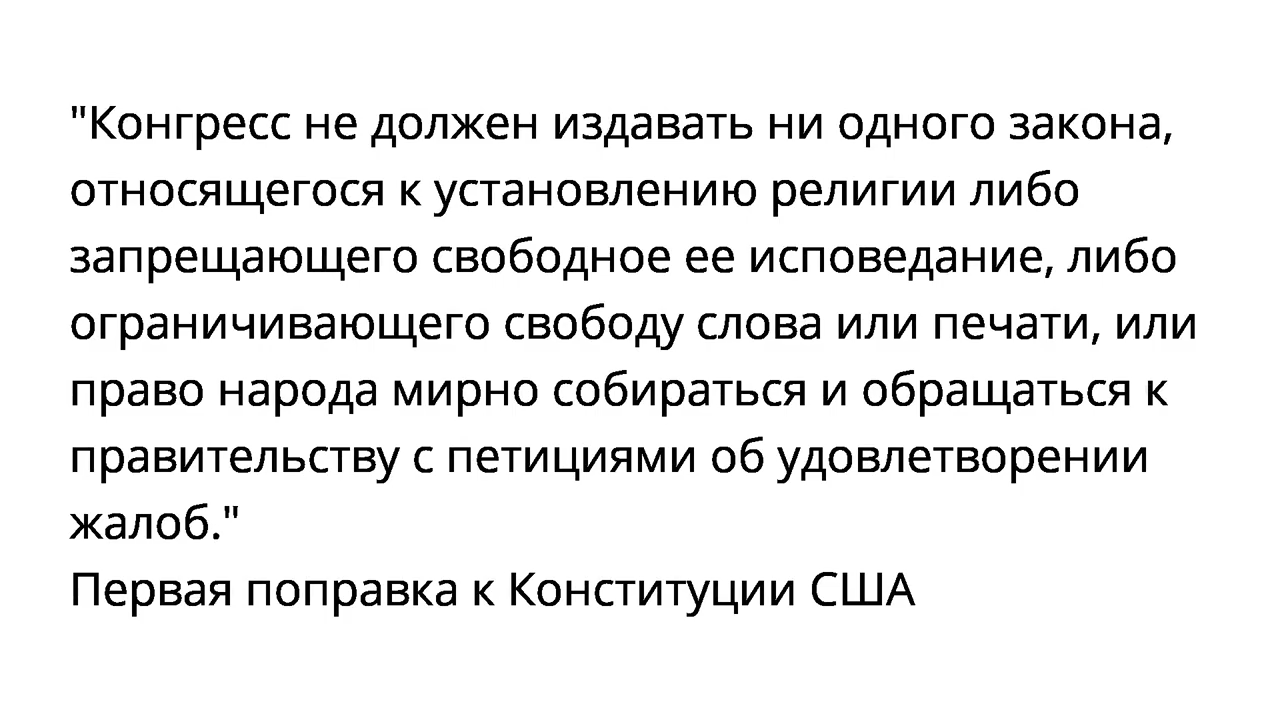 "Конгресс не должен издавать ни одного закона,
относящегося к установлению религии либо
запрещающего свободное ее исповедание, либо
ограничивающего свободу слова или печати, или
право народа мирно собираться и обращаться к
правительству с петициями об удовлетворении
жалоб."
Первая поправка к Конституции США